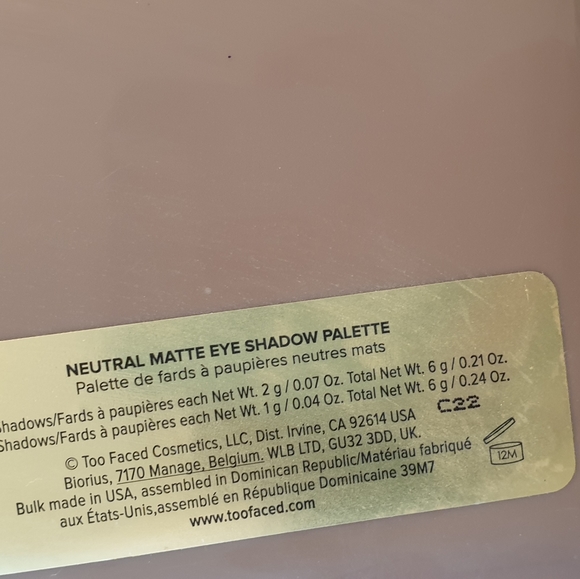 NEUTRAL MATTE EYE SHADOW PALETTE
Palette de fards à paupières neutres mats
Shadows/Fards à paupières each Net Wt. 2 g / 0.07 Oz. Total Net Wt. 6 g / 0.21 Oz.
Shadows/Fards à paupières each Net Wt. 1 g / 0.04 Oz. Total Net Wt. 6 g / 0.24 Oz.
C22
© Too Faced Cosmetics, LLC, Dist. Irvine, CA 92614 USA
Biorius, 7170 Manage, Belgium. WLB LTD, GU32 3DD, UK.
Bulk made in USA, assembled in Dominican Republic/Matériau fabriqué
aux États-Unis,assemblé en République Dominicaine 39M7
www.toofaced.com
12M